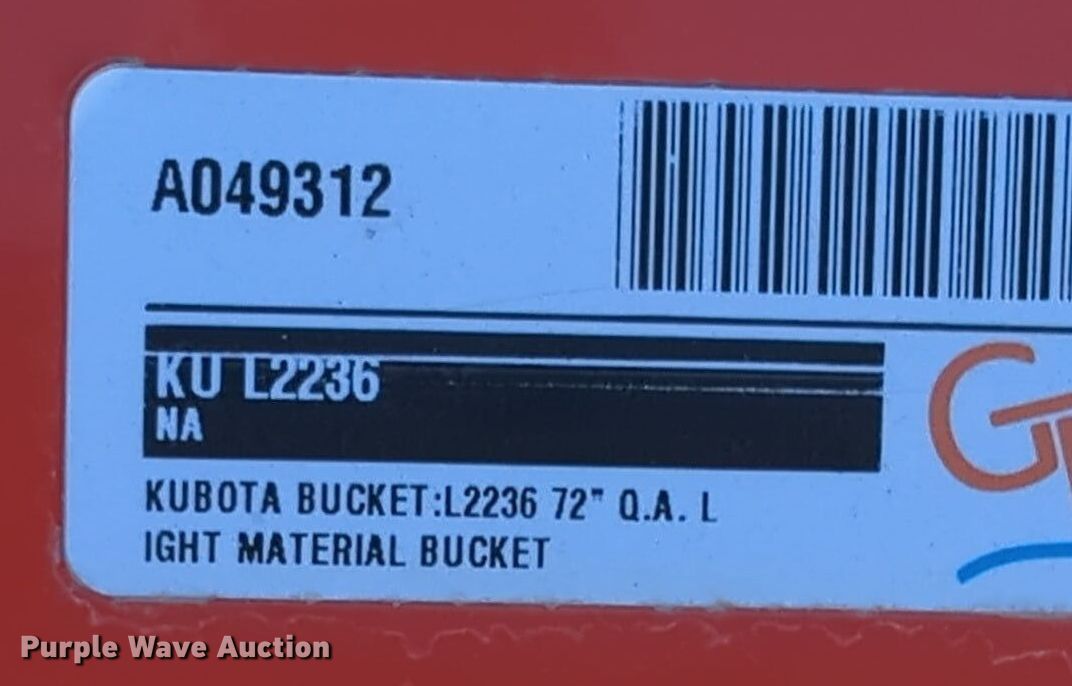 A049312
KU L2236
NA
KUBOTA BUCKET:L2236 72" Q.A. L
IGHT MATERIAL BUCKET
Purple Wave Auction